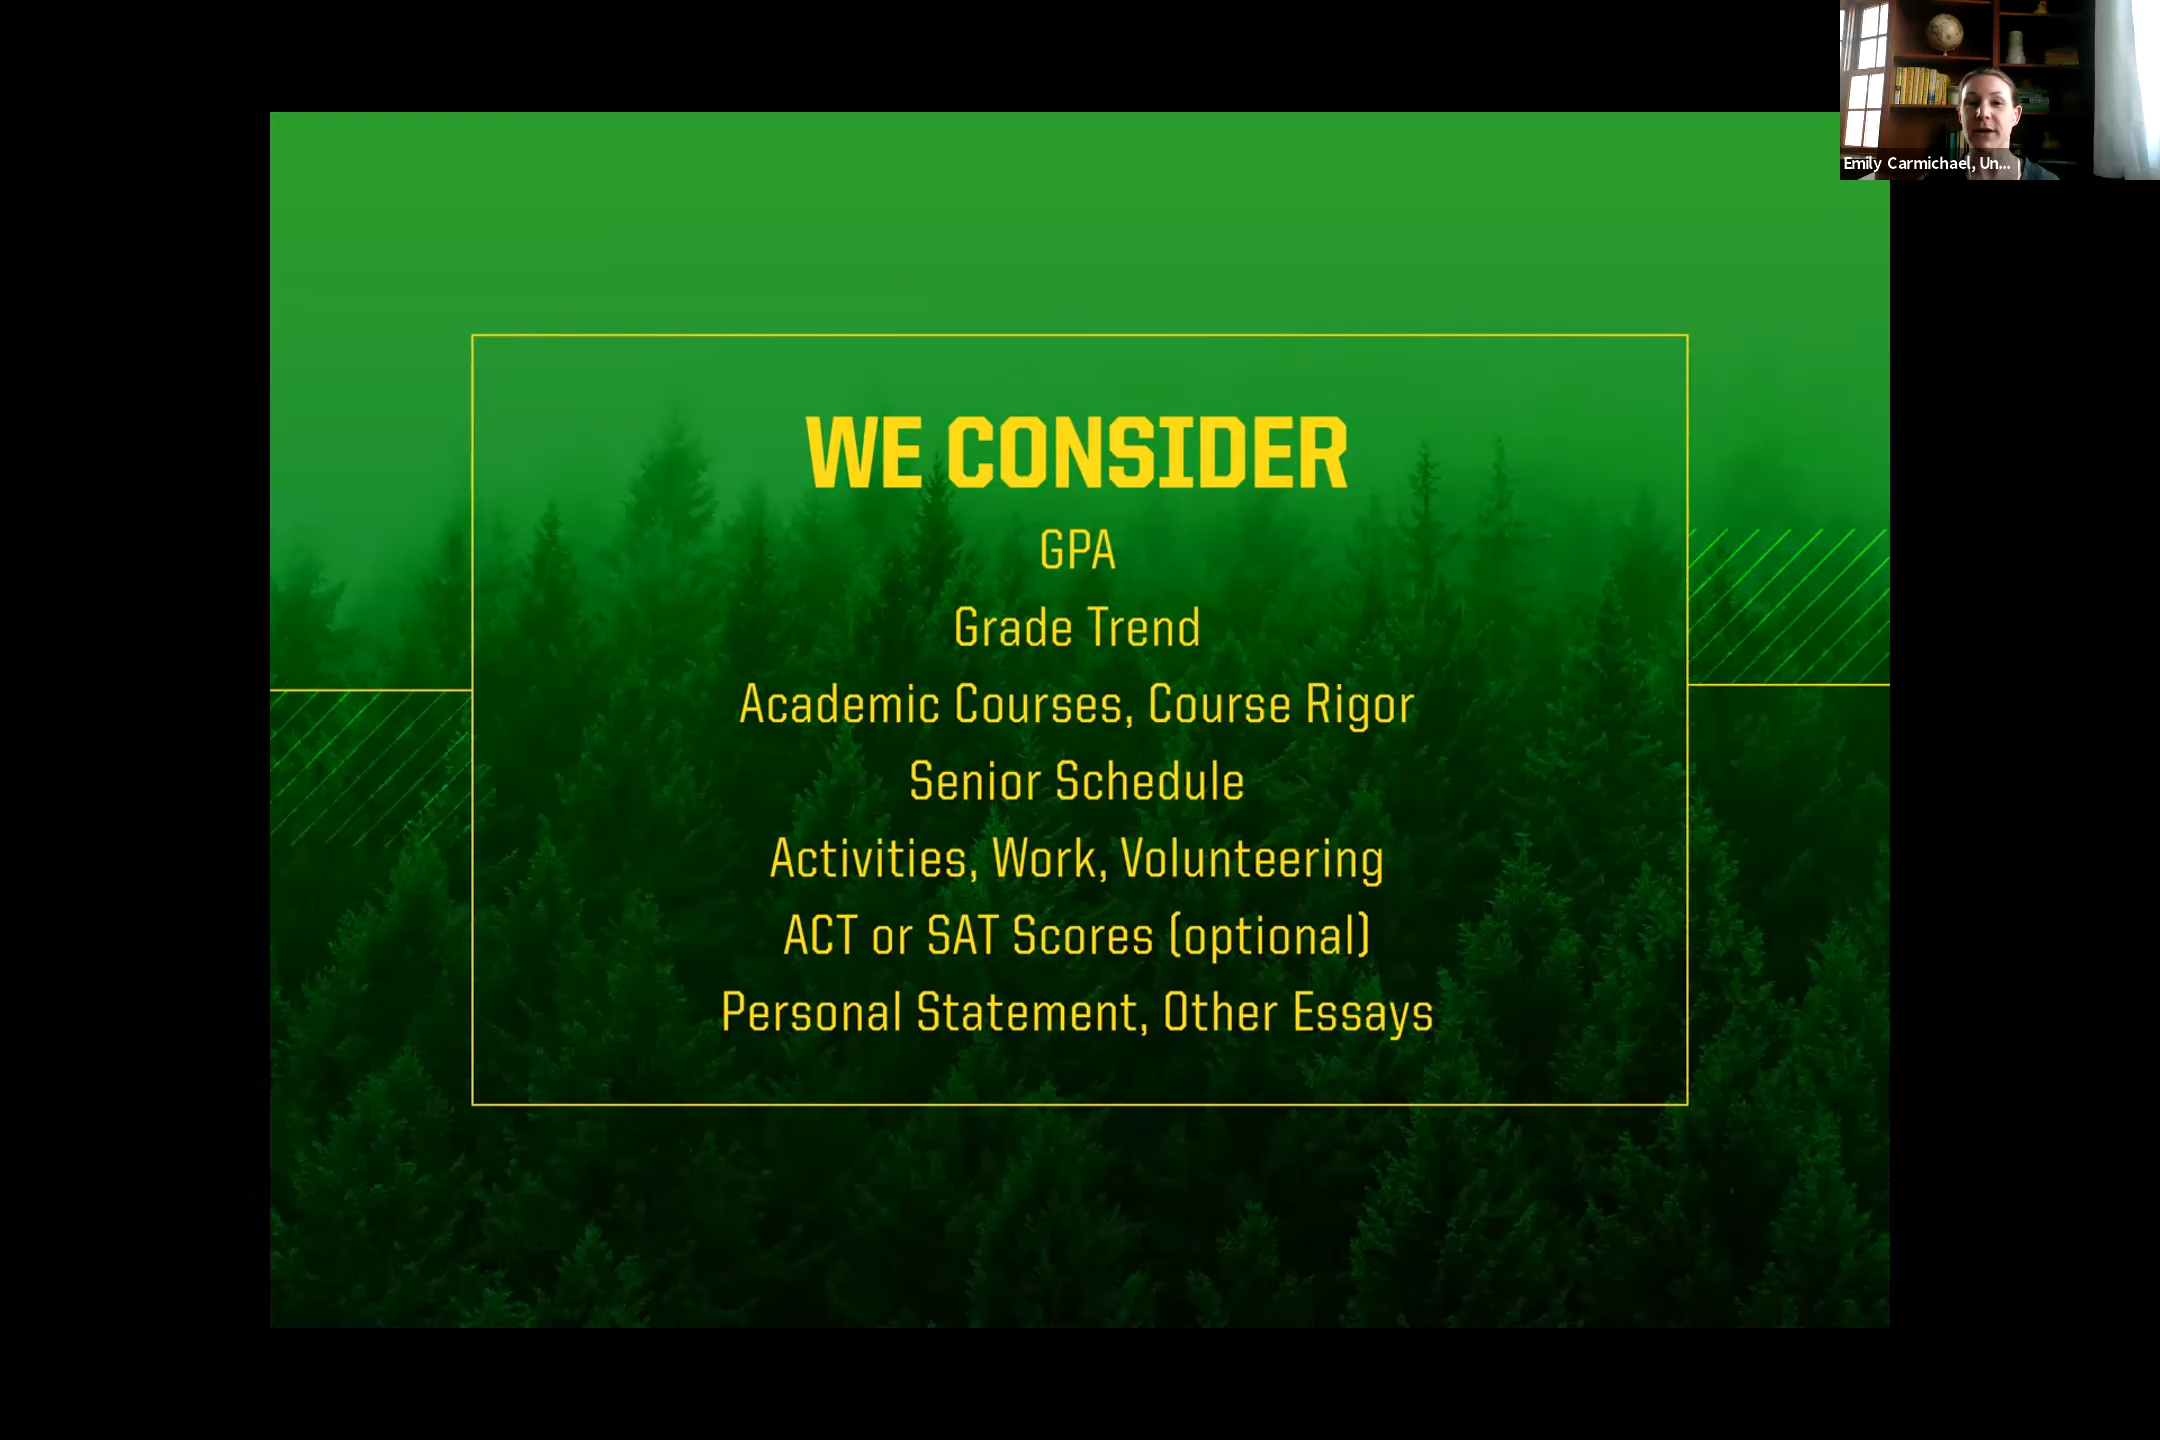 Emily Carmichael, Un...
WE CONSIDER
GPA
Grade Trend
Academic Courses, Course Rigor
Senior Schedule
Activities, Work, Volunteering
ACT or SAT Scores (optional)
Personal Statement, Other Essays